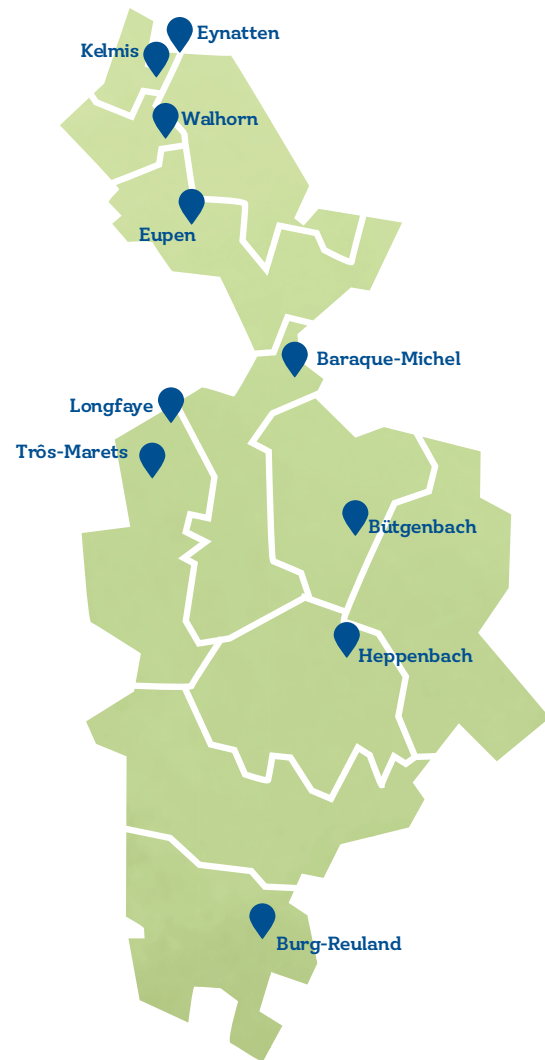 Eynatten
Kelmis
Walhorn
Eupen
Baraque-Michel
Longfaye
Trôs-Marets
Bütgenbach
Heppenbach
Burg-Reuland